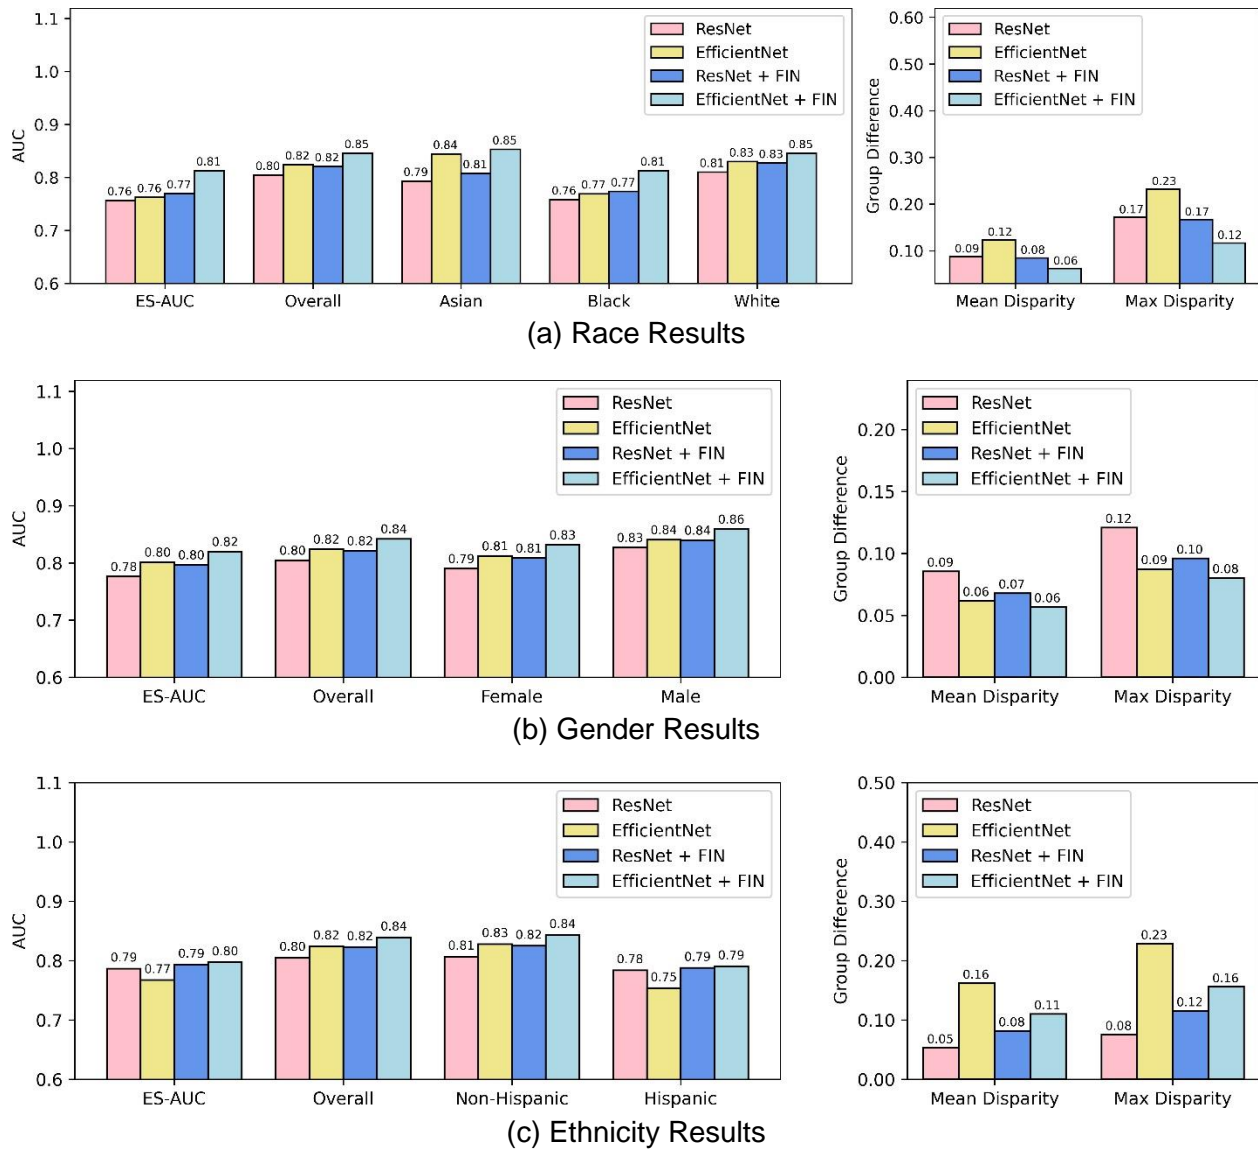 1.1
1.0
0.9
0.8
0.7
0.6
AUC
ResNet
EfficientNet
ResNet + FIN
EfficientNet + FIN
0.76 0.76 0.77 0.81
0.80 0.82 0.82 0.85
0.79 0.84 0.81 0.85
0.76 0.77 0.77 0.81
0.81 0.83 0.83 0.85
ES-AUC Overall Asian Black White
0.60
0.50
0.40
0.30
0.20
0.10
Group Difference
ResNet
EfficientNet
ResNet + FIN
EfficientNet + FIN
0.09 0.12 0.08 0.06
0.17 0.23 0.17 0.12
Mean Disparity Max Disparity
(a) Race Results
1.1
1.0
0.9
0.8
0.7
0.6
AUC
ResNet
EfficientNet
ResNet + FIN
EfficientNet + FIN
0.78 0.80 0.80 0.82
0.80 0.82 0.82 0.84
0.79 0.81 0.81 0.83
0.83 0.84 0.84 0.86
ES-AUC Overall Female Male
0.20
0.15
0.10
0.05
0.00
Group Difference
ResNet
EfficientNet
ResNet + FIN
EfficientNet + FIN
0.09 0.06 0.07 0.06
0.12 0.09 0.10 0.08
Mean Disparity Max Disparity
(b) Gender Results
1.1
1.0
0.9
0.8
0.7
0.6
AUC
ResNet
EfficientNet
ResNet + FIN
EfficientNet + FIN
0.79 0.77 0.79 0.80
0.80 0.82 0.82 0.84
0.81 0.83 0.82 0.84
0.78 0.75 0.79 0.79
ES-AUC Overall Non-Hispanic Hispanic
0.50
0.40
0.30
0.20
0.10
0.00
Group Difference
ResNet
EfficientNet
ResNet + FIN
EfficientNet + FIN
0.05 0.16 0.08 0.11
0.08 0.23 0.12 0.16
Mean Disparity Max Disparity
(c) Ethnicity Results